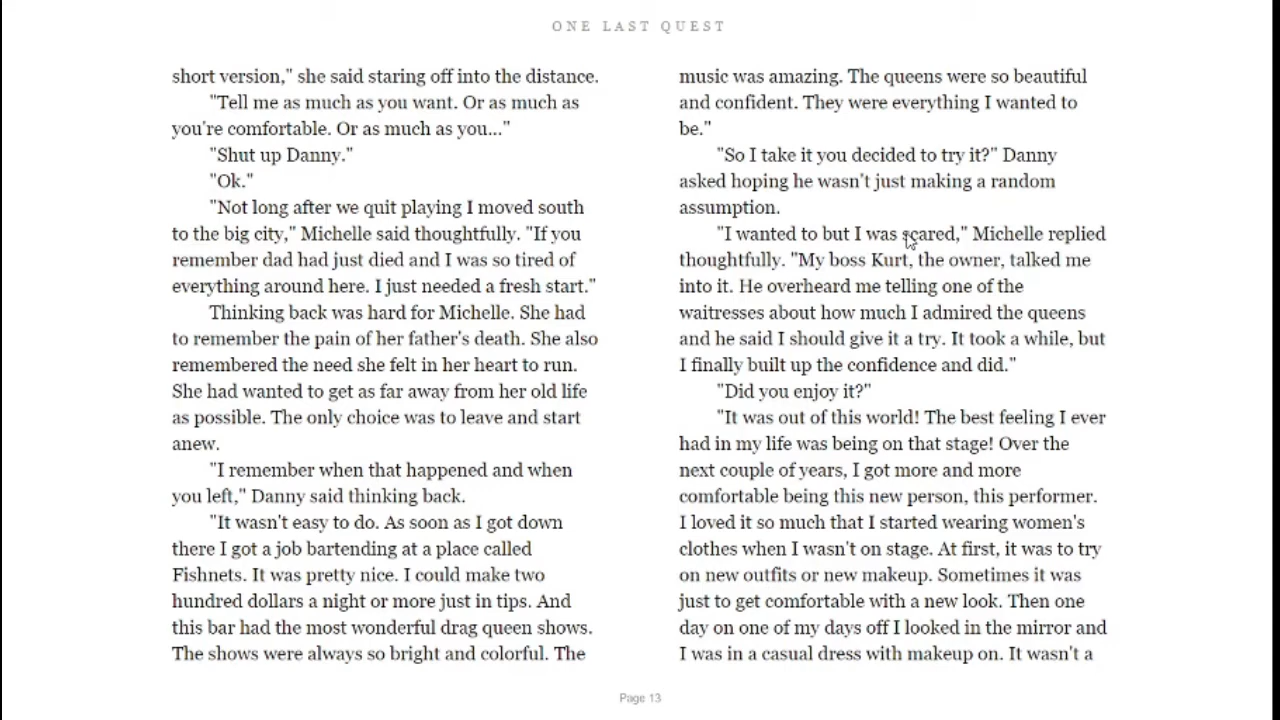 ONE LAST QUEST
short version," she said staring off into the distance.
"Tell me as much as you want. Or as much as
you're comfortable. Or as much as you..."
"Shut up Danny."
"Ok."
"Not long after we quit playing I moved south
to the big city," Michelle said thoughtfully. "If you
remember dad had just died and I was so tired of
everything around here. I just needed a fresh start."
Thinking back was hard for Michelle. She had
to remember the pain of her father's death. She also
remembered the need she felt in her heart to run.
She had wanted to get as far away from her old life
as possible. The only choice was to leave and start
anew.
"I remember when that happened and when
you left," Danny said thinking back.
"It wasn't easy to do. As soon as I got down
there I got a job bartending at a place called
Fishnets. It was pretty nice. I could make two
hundred dollars a night or more just in tips. And
this bar had the most wonderful drag queen shows.
The shows were always so bright and colorful. The
music was amazing. The queens were so beautiful
and confident. They were everything I wanted to
be."
"So I take it you decided to try it?" Danny
asked hoping he wasn't just making a random
assumption.
"I wanted to but I was scared," Michelle replied
thoughtfully. "My boss Kurt, the owner, talked me
into it. He overheard me telling one of the
waitresses about how much I admired the queens
and he said I should give it a try. It took a while, but
I finally built up the confidence and did."
"Did you enjoy it?"
"It was out of this world! The best feeling I ever
had in my life was being on that stage! Over the
next couple of years, I got more and more
comfortable being this new person, this performer.
I loved it so much that I started wearing women's
clothes when I wasn't on stage. At first, it was to try
on new outfits or new makeup. Sometimes it was
just to get comfortable with a new look. Then one
day on one of my days off I looked in the mirror and
I was in a casual dress with makeup on. It wasn't a
Page 13